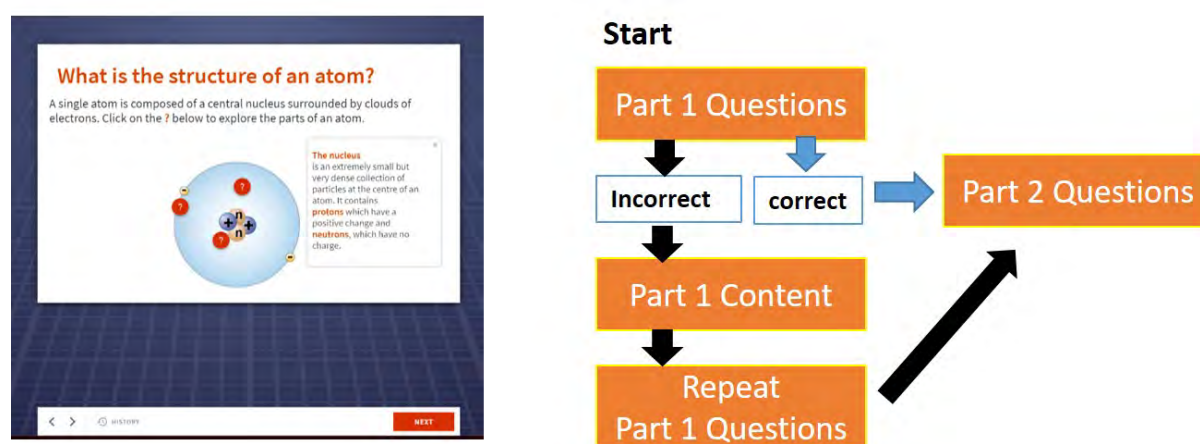 What is the structure of an atom?
A single atom is composed of a central nucleus surrounded by clouds of
electrons. Click on the ? below to explore the parts of an atom.
The nucleus
is an extremely small but
very dense collection of
particles at the centre of an
atom. It contains
protons which have a
positive change and
neutrons, which have no
charge.
x
?
?
?
n
+
+
n
-
-
HISTORY
NEXT
Start
Part 1 Questions
Incorrect
correct
Part 2 Questions
Part 1 Content
Repeat
Part 1 Questions